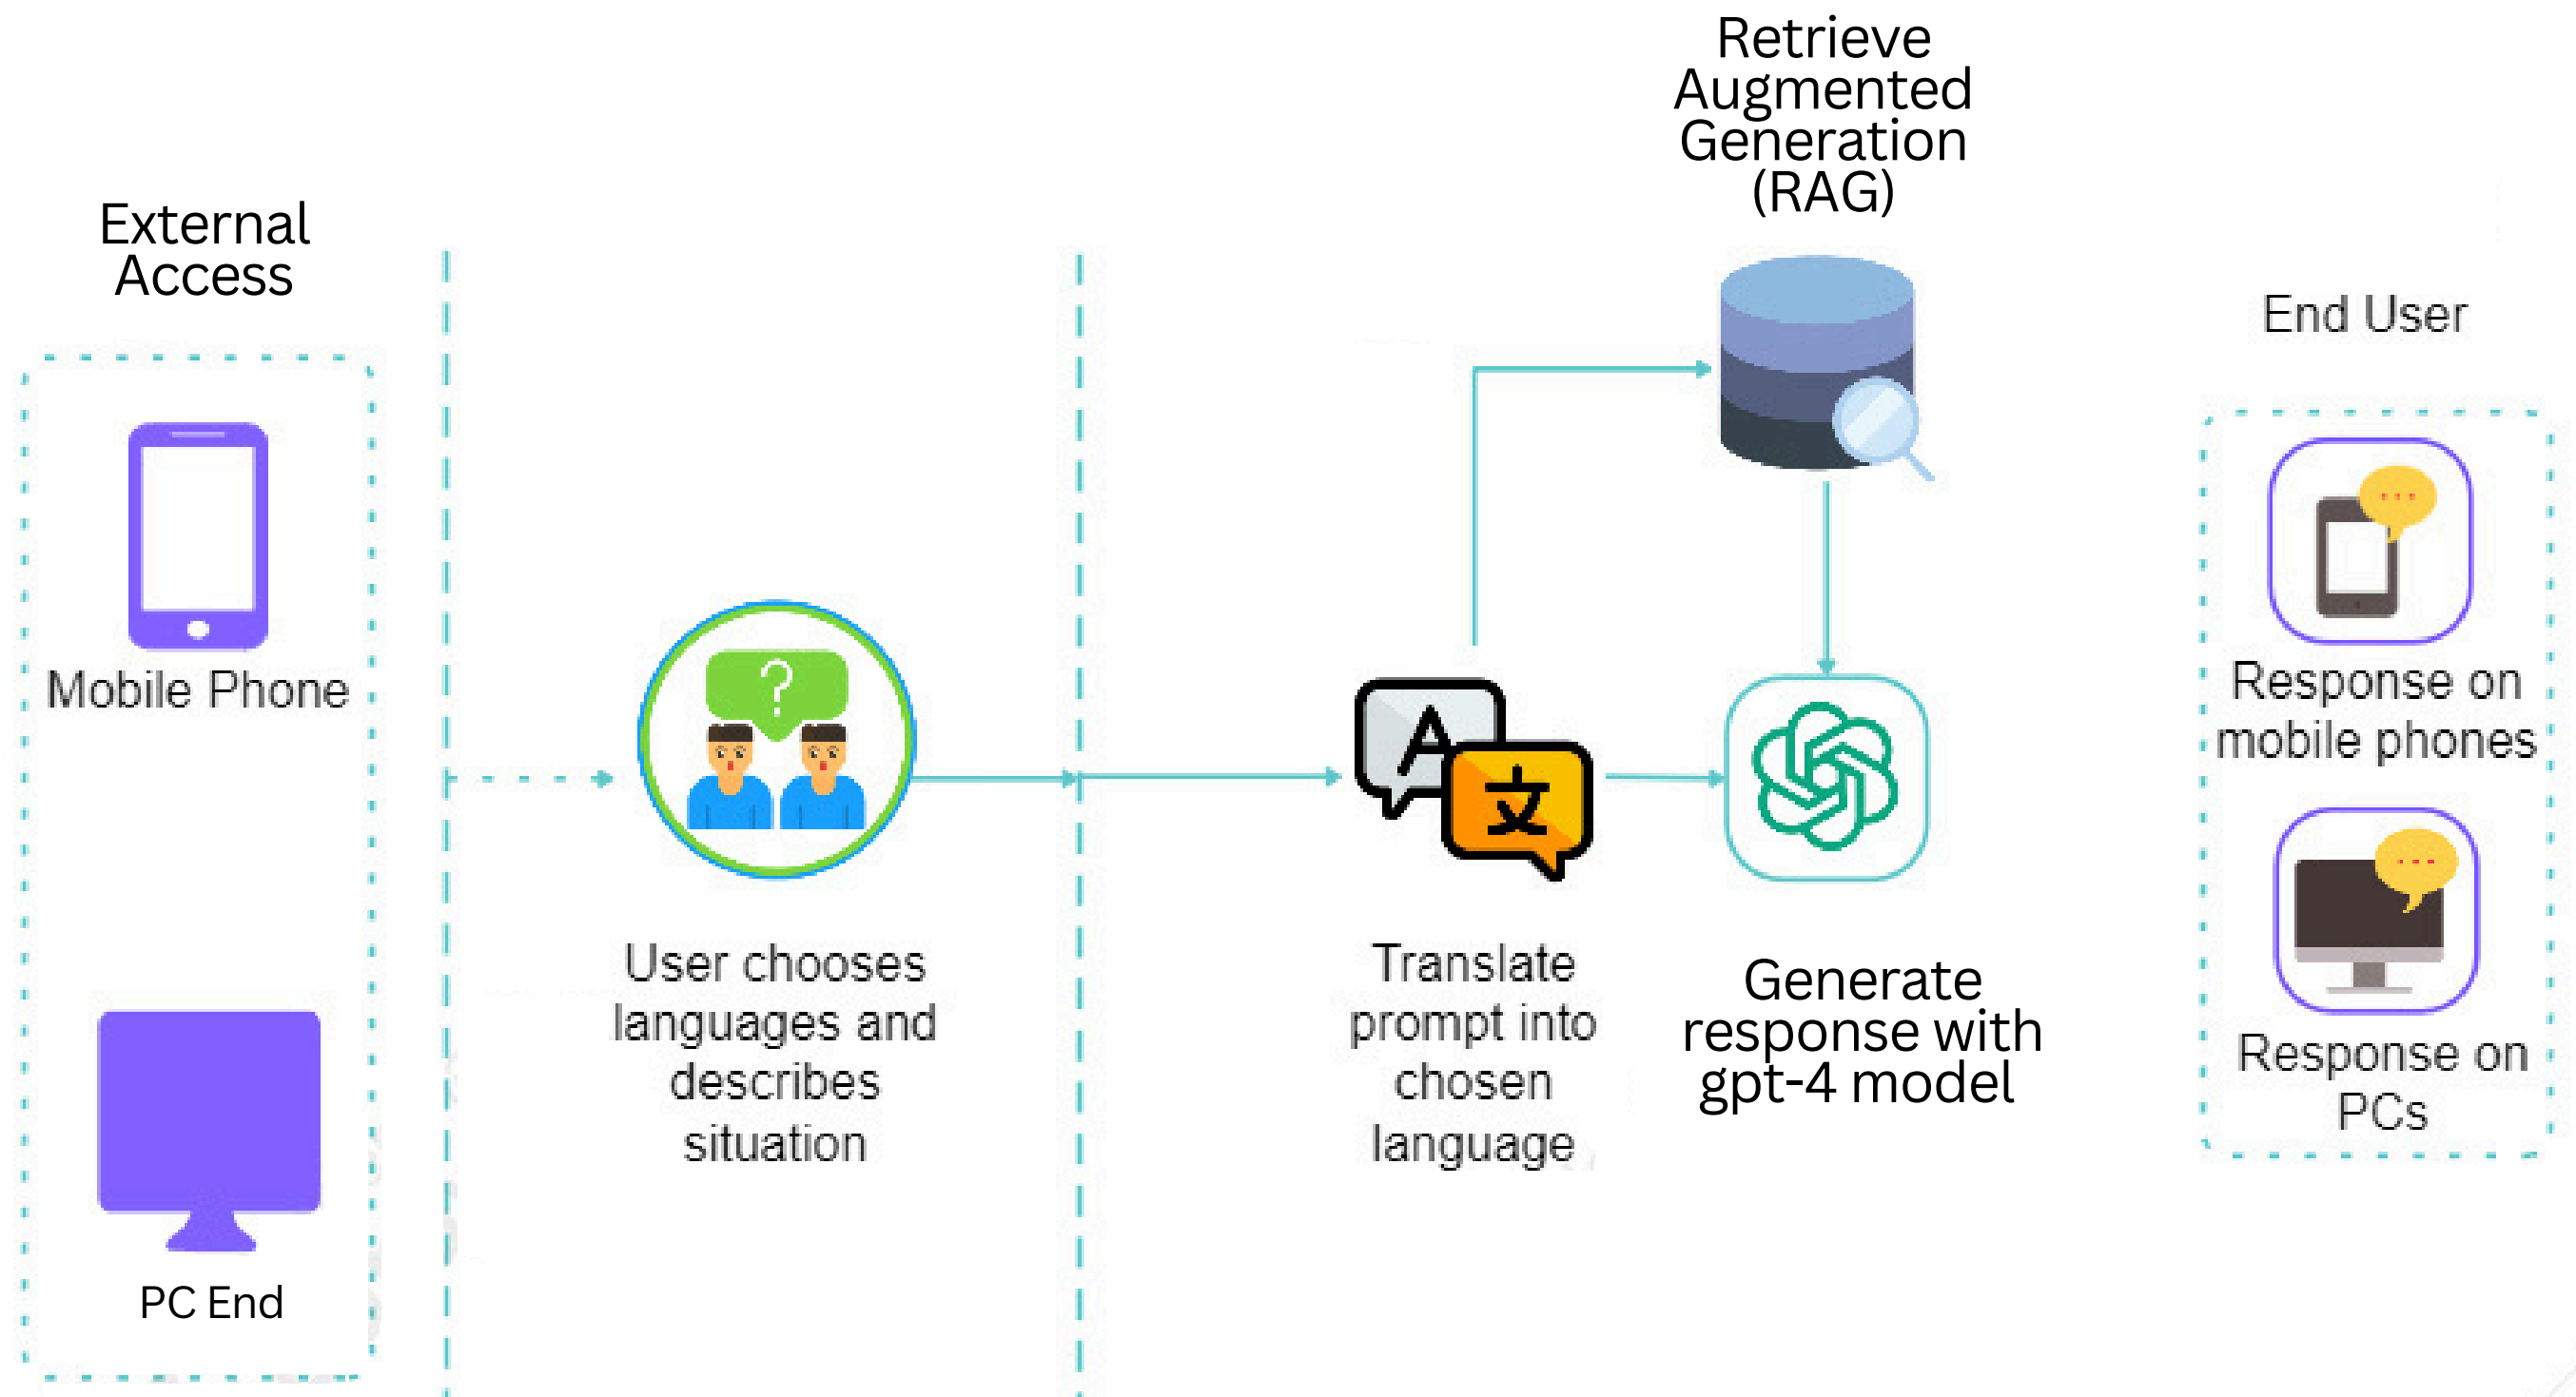 External
Access
Mobile Phone
PC End
?
User chooses
languages and
describes
situation
A
文
Translate
prompt into
chosen
language
Retrieve
Augmented
Generation
(RAG)
Generate
response with
gpt-4 model
End User
Response on
mobile phones
Response on
PCs